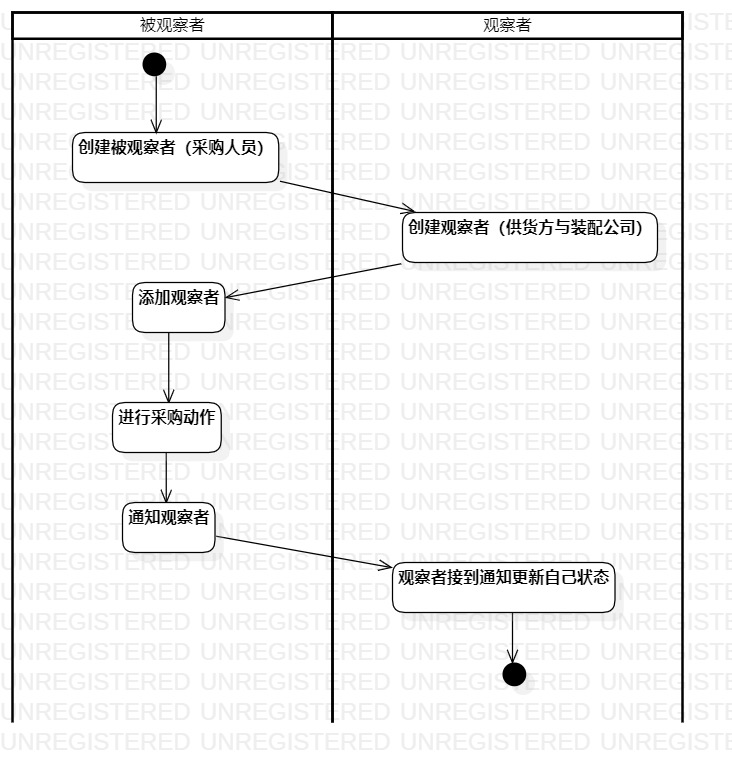 被观察者
观察者
创建被观察者（采购人员）
创建观察者（供货方与装配公司）
添加观察者
进行采购动作
通知观察者
观察者接到通知更新自己状态
UNREGISTERED